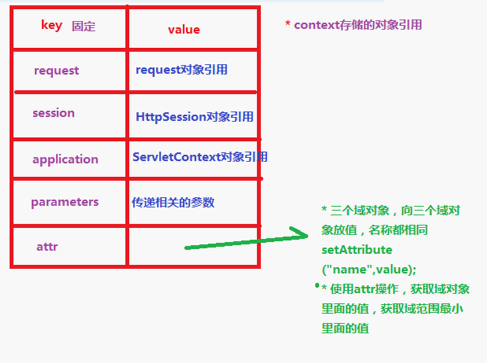 key 固定 value
* context存储的对象引用
request request对象引用
session HttpSession对象引用
application ServletContext对象引用
parameters 传递相关的参数
attr
* 三个域对象，向三个域对
象放值，名称都相同
setAttribute
("name",value);
* 使用attr操作，获取域对象
里面的值，获取域范围最小
里面的值